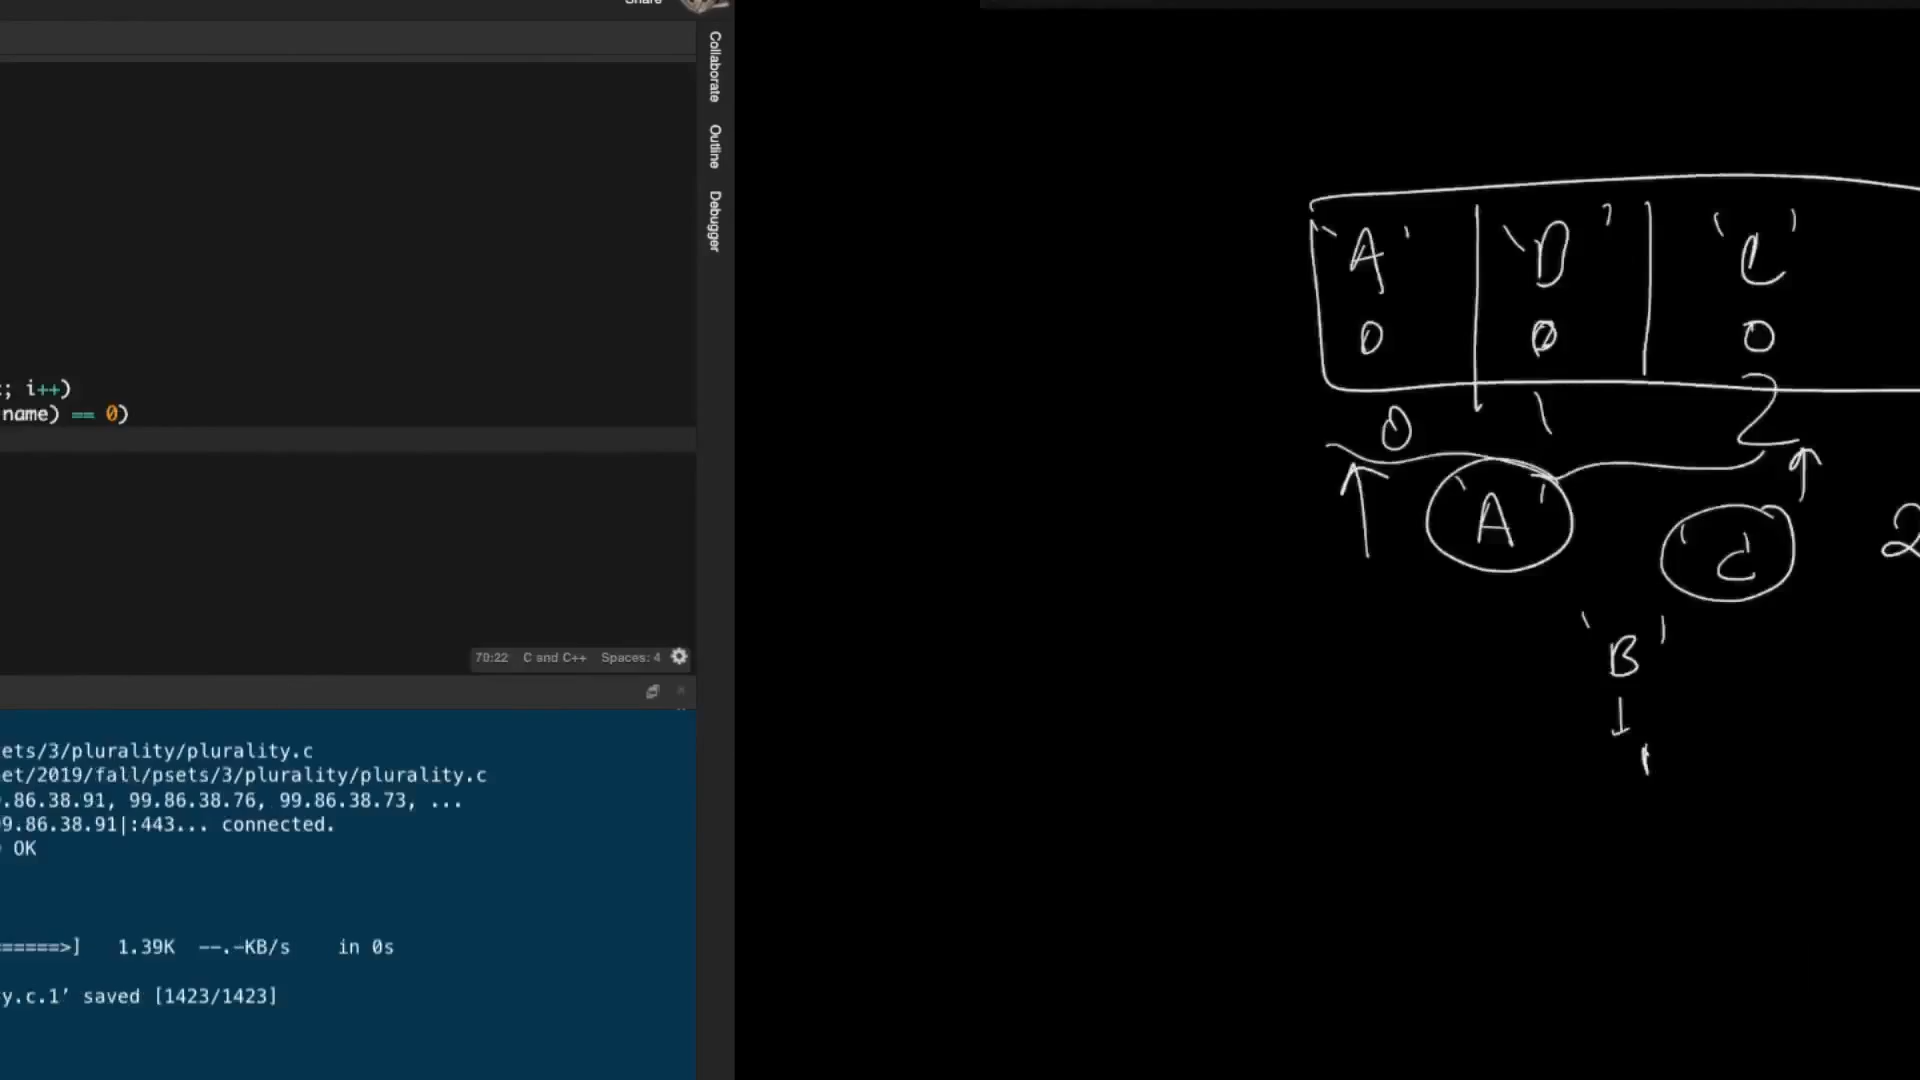 Share
Collaborate
Outline
Debugger
; i++)
name) == 0)
70:22 C and C++ Spaces: 4
ets/3/plurality/plurality.c
et/2019/fall/psets/3/plurality/plurality.c
.86.38.91, 99.86.38.76, 99.86.38.73, ...
9.86.38.91|:443... connected.
OK
======>] 1.39K --.-KB/s in 0s
y.c.1’ saved [1423/1423]
'A' 'B' 'C'
0 0 0
0 1 2
'A'
'C'
2
'B'
1